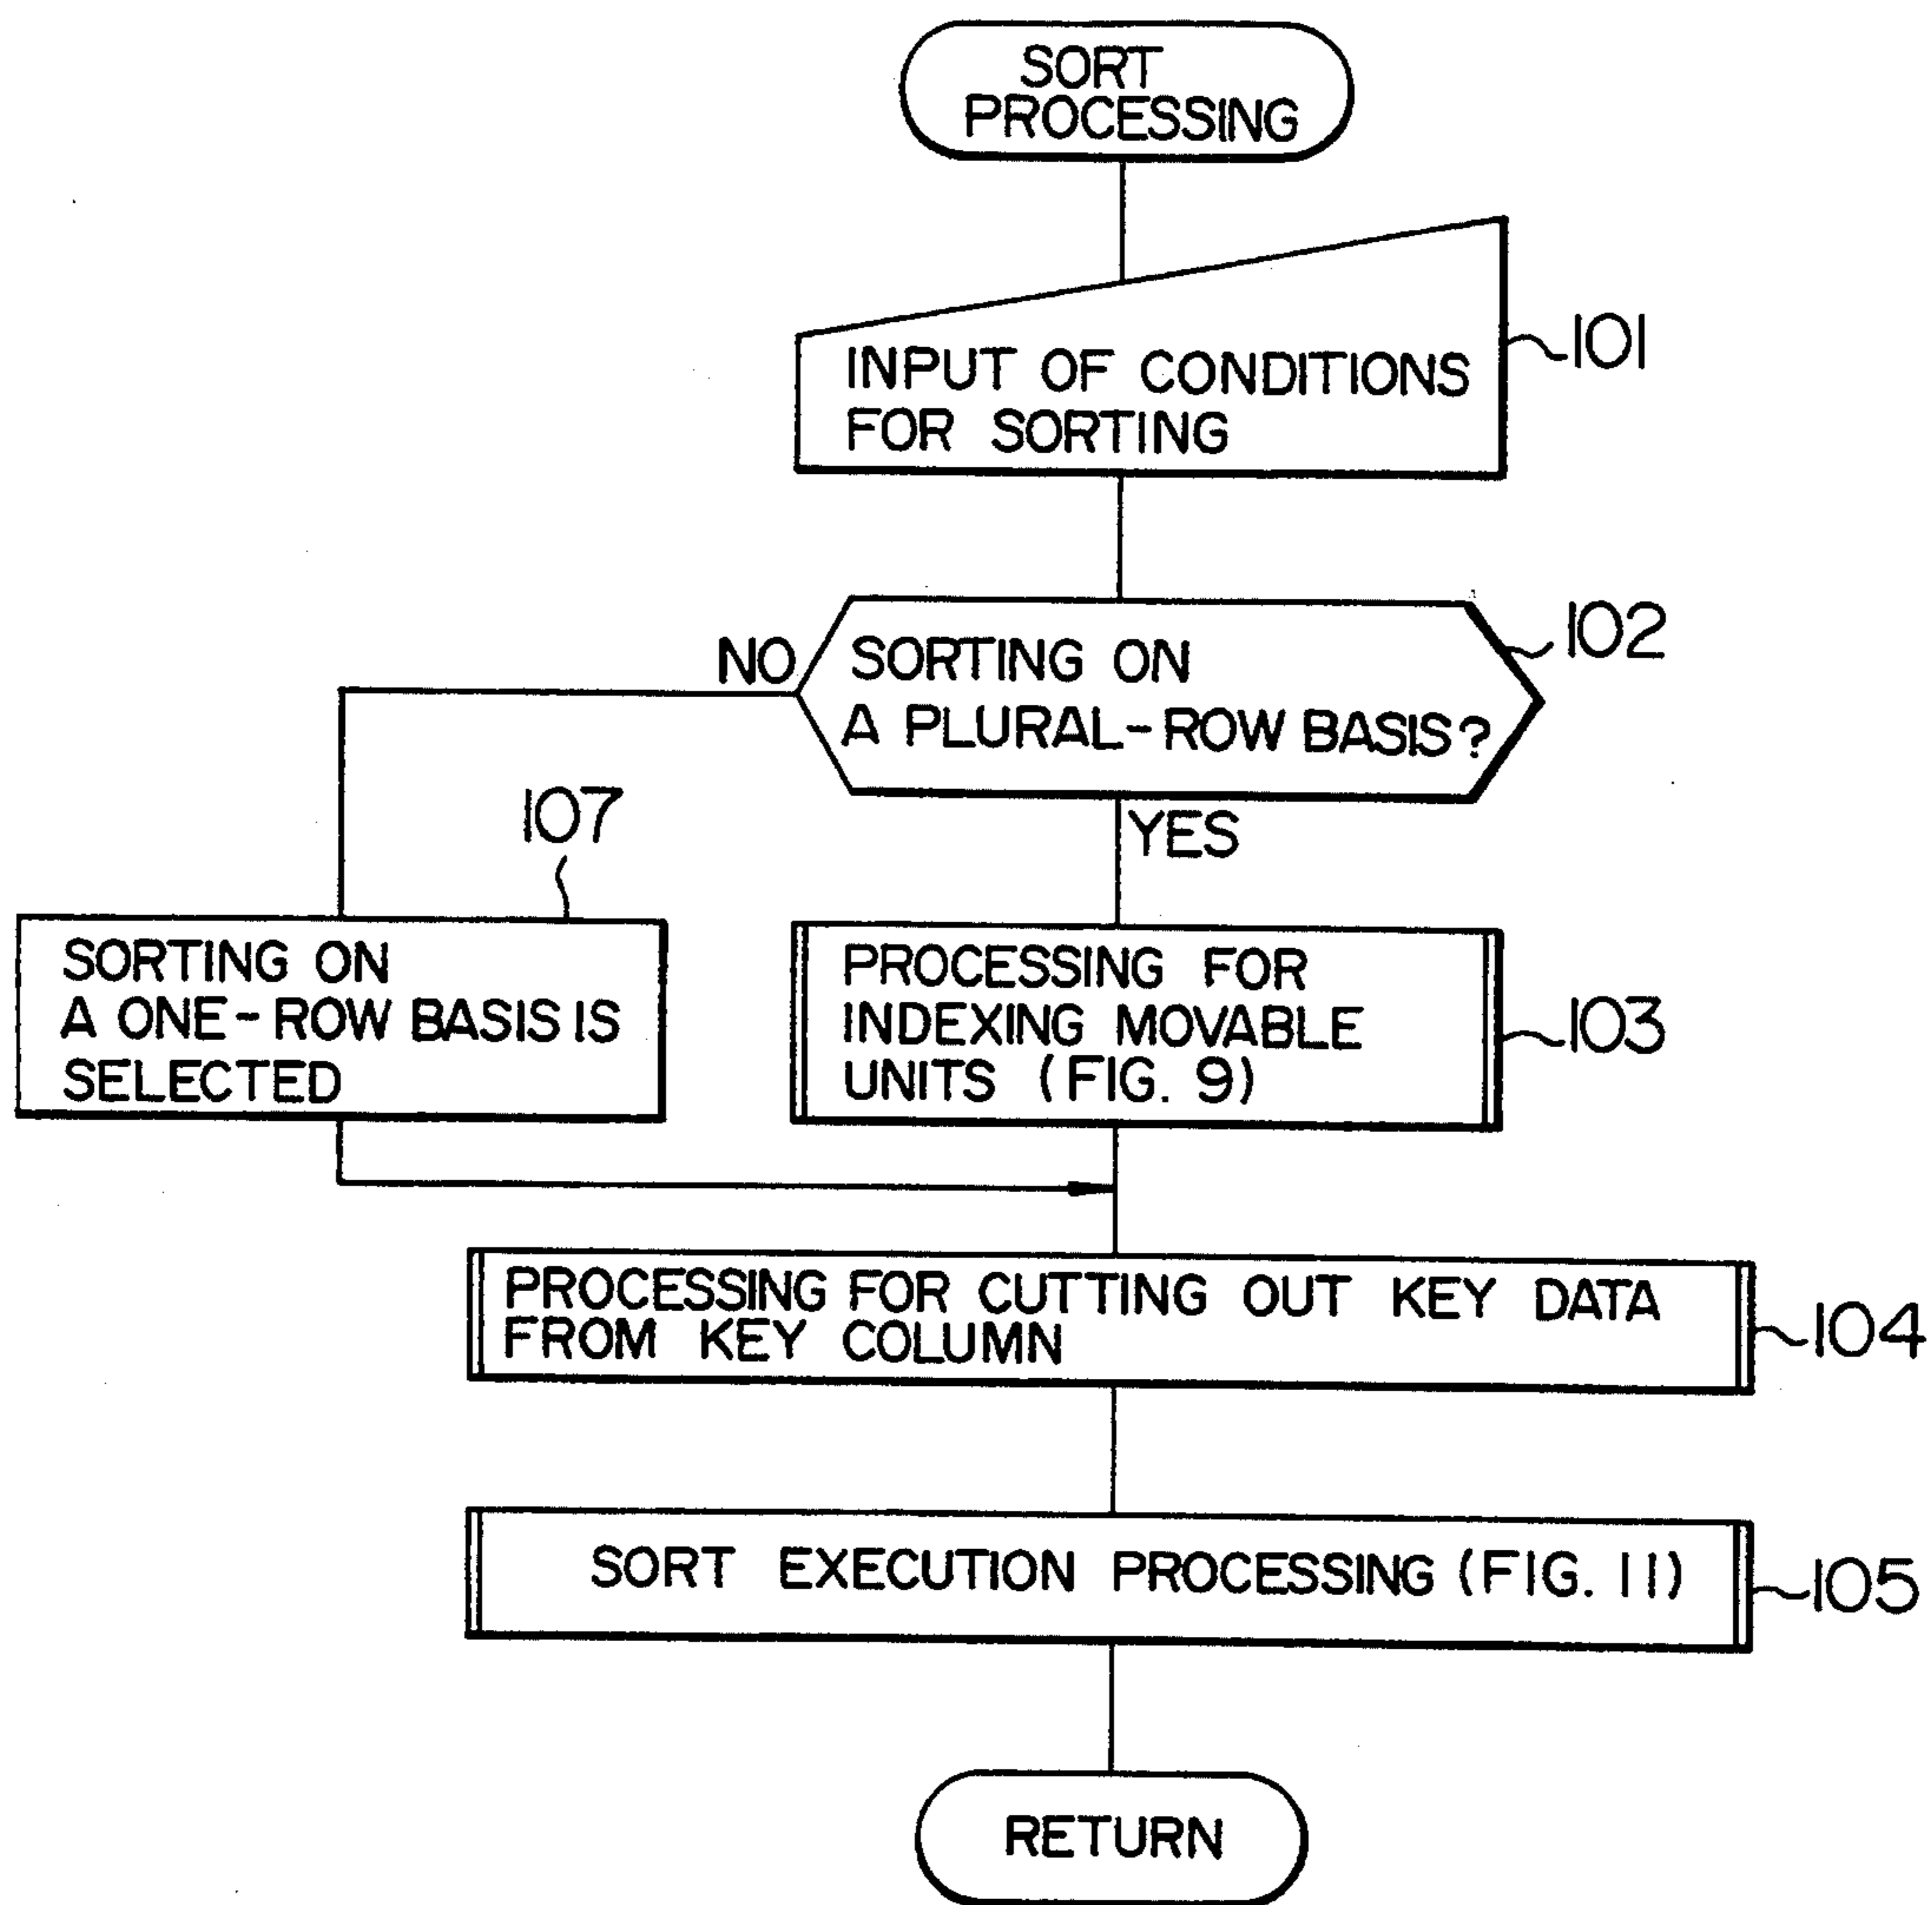 SORT
PROCESSING
INPUT OF CONDITIONS
FOR SORTING
101
NO
SORTING ON
A PLURAL-ROW BASIS?
102
YES
107
SORTING ON
A ONE-ROW BASIS IS
SELECTED
PROCESSING FOR
INDEXING MOVABLE
UNITS (FIG. 9)
103
PROCESSING FOR CUTTING OUT KEY DATA
FROM KEY COLUMN
104
SORT EXECUTION PROCESSING (FIG. 11)
105
RETURN